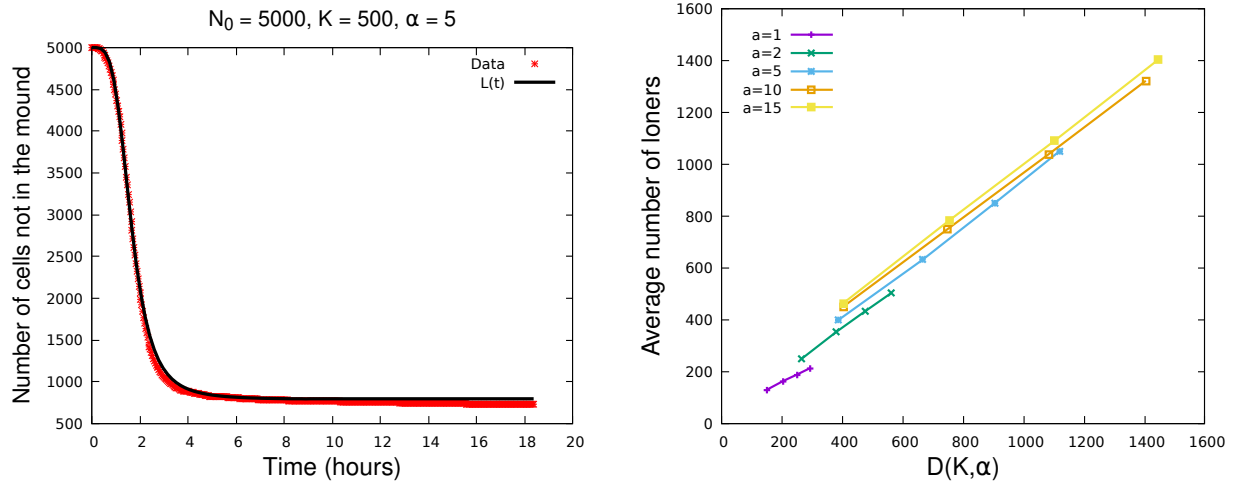 N₀ = 5000, K = 500, α = 5
Number of cells not in the mound
5000
4500
4000
3500
3000
2500
2000
1500
1000
500
Data
L(t)
0 2 4 6 8 10 12 14 16 18 20
Time (hours)
Average number of loners
1600
1400
1200
1000
800
600
400
200
0
a=1
a=2
a=5
a=10
a=15
0 200 400 600 800 1000 1200 1400 1600
D(K,α)